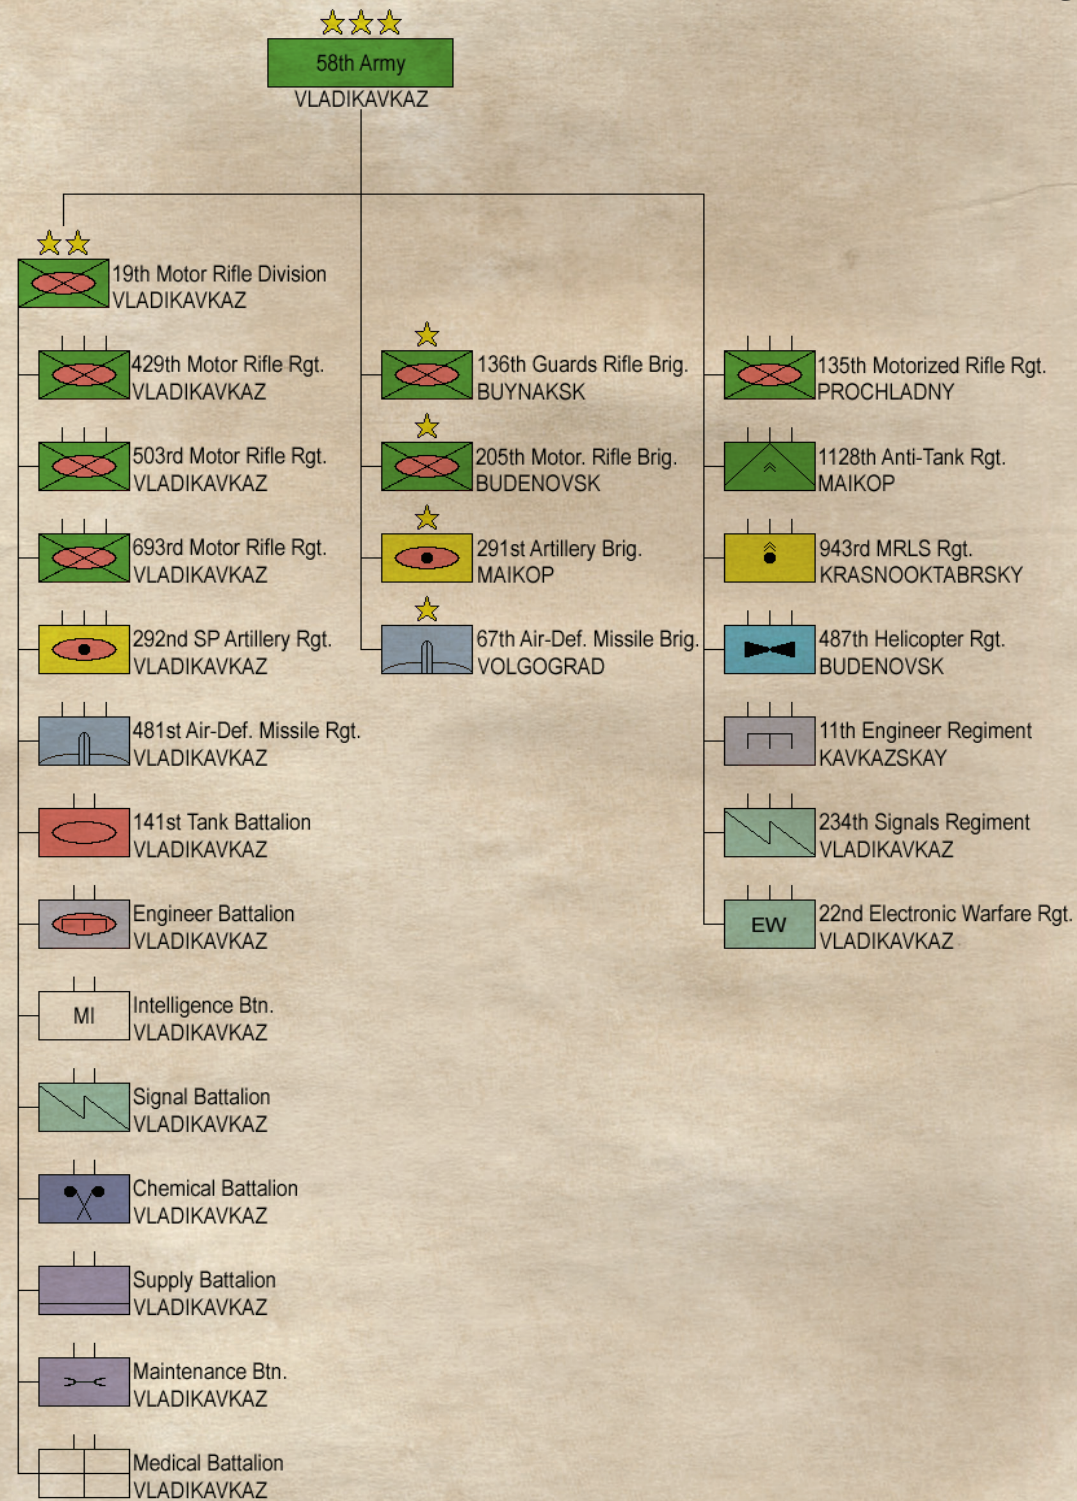 58th Army
VLADIKAVKAZ
19th Motor Rifle Division
VLADIKAVKAZ
429th Motor Rifle Rgt.
VLADIKAVKAZ
503rd Motor Rifle Rgt.
VLADIKAVKAZ
693rd Motor Rifle Rgt.
VLADIKAVKAZ
292nd SP Artillery Rgt.
VLADIKAVKAZ
481st Air-Def. Missile Rgt.
VLADIKAVKAZ
141st Tank Battalion
VLADIKAVKAZ
Engineer Battalion
VLADIKAVKAZ
MI
Intelligence Btn.
VLADIKAVKAZ
Signal Battalion
VLADIKAVKAZ
Chemical Battalion
VLADIKAVKAZ
Supply Battalion
VLADIKAVKAZ
Maintenance Btn.
VLADIKAVKAZ
Medical Battalion
VLADIKAVKAZ
136th Guards Rifle Brig.
BUYNAKSK
205th Motor. Rifle Brig.
BUDENOVSK
291st Artillery Brig.
MAIKOP
67th Air-Def. Missile Brig.
VOLGOGRAD
135th Motorized Rifle Rgt.
PROCHLADNY
1128th Anti-Tank Rgt.
MAIKOP
943rd MRLS Rgt.
KRASNOOKTABRSKY
487th Helicopter Rgt.
BUDENOVSK
11th Engineer Regiment
KAVKAZSKAY
234th Signals Regiment
VLADIKAVKAZ
EW
22nd Electronic Warfare Rgt.
VLADIKAVKAZ